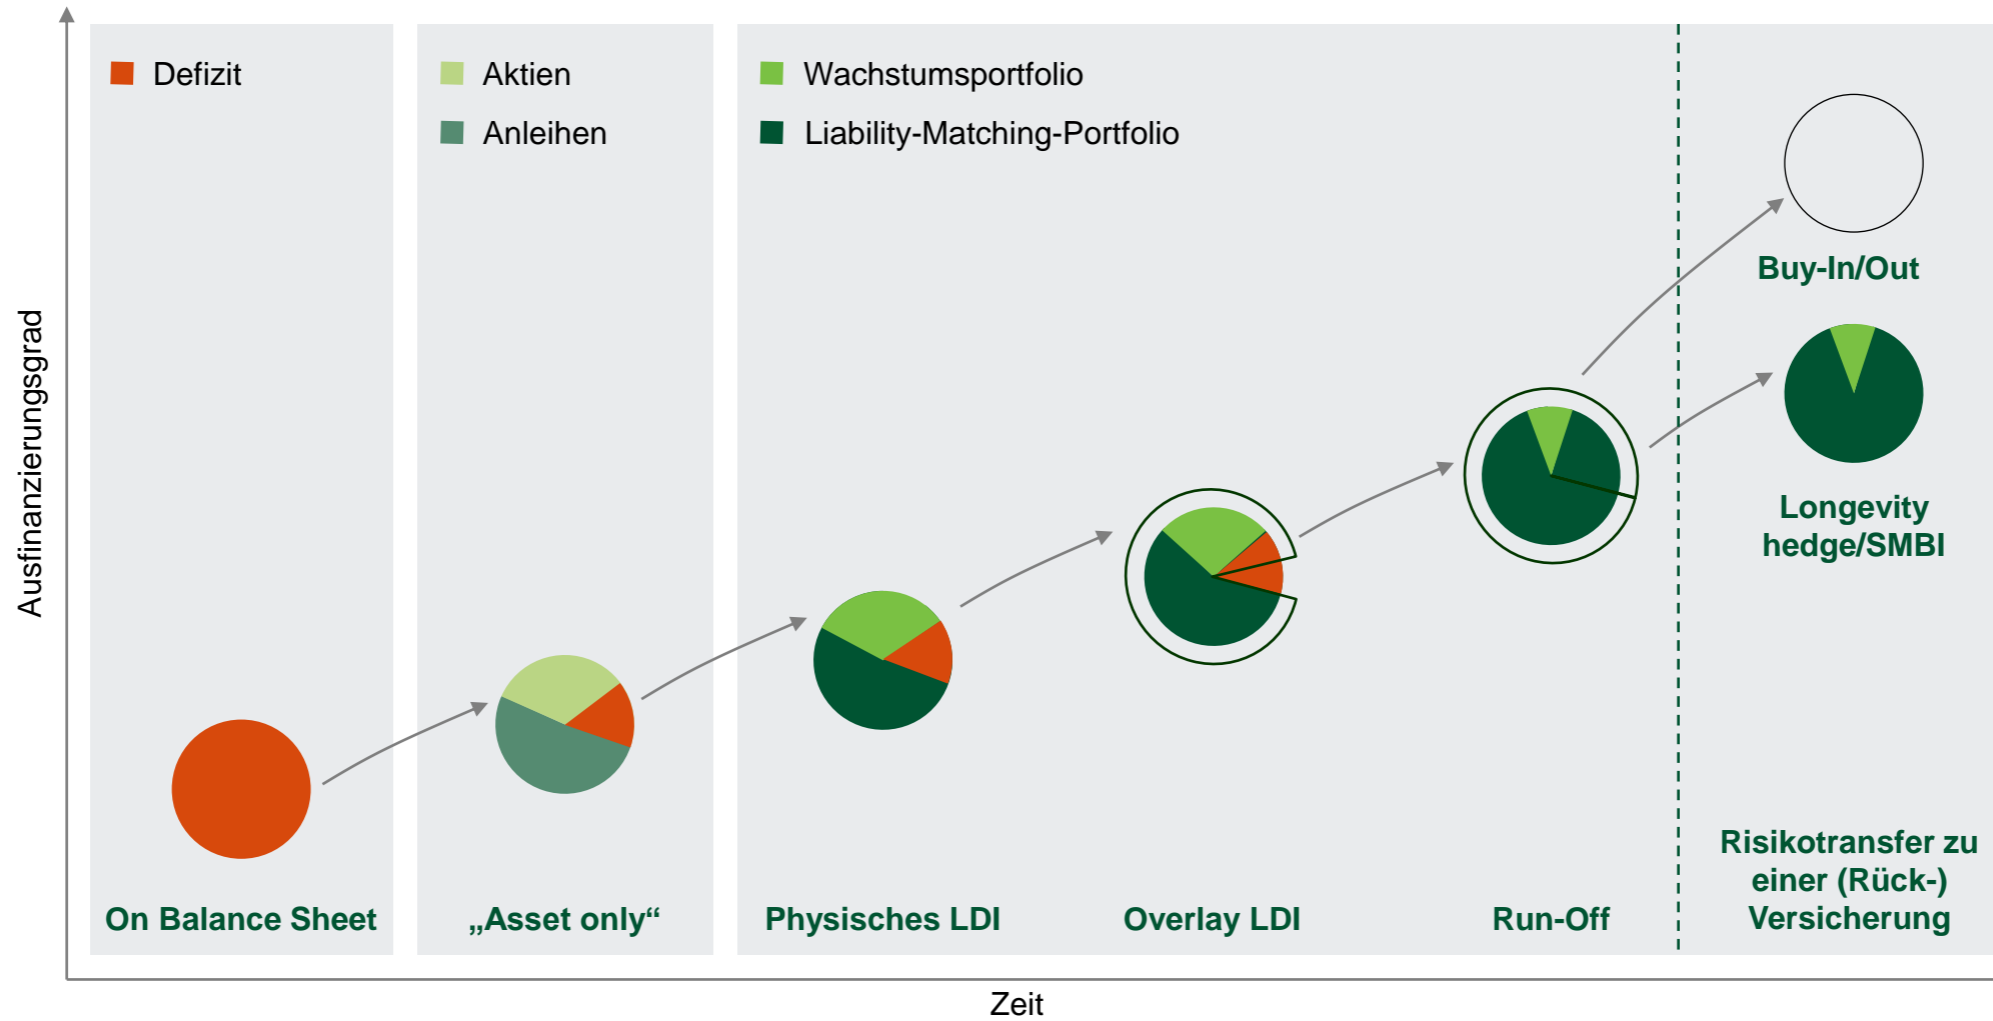 Ausfinanzierungsgrad
Defizit
Aktien
Anleihen
Wachstumsportfolio
Liability-Matching-Portfolio
Buy-In/Out
Longevity
hedge/SMBI
On Balance Sheet
„Asset only“
Physisches LDI
Overlay LDI
Run-Off
Risikotransfer zu
einer (Rück-)
Versicherung
Zeit